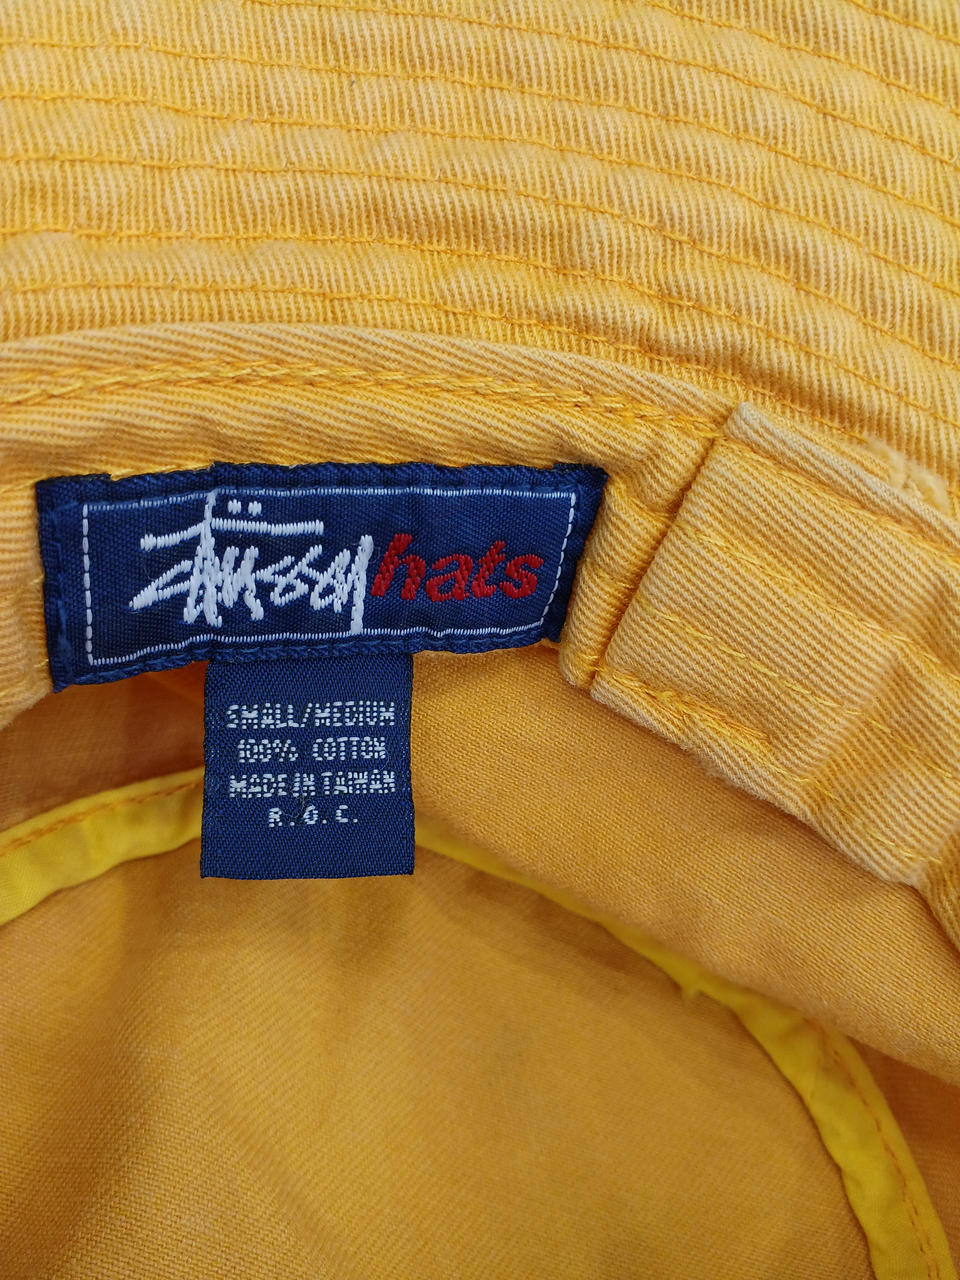 Stüssy hats
SMALL/MEDIUM
100% COTTON
MADE IN TAIWAN
R.O.C.